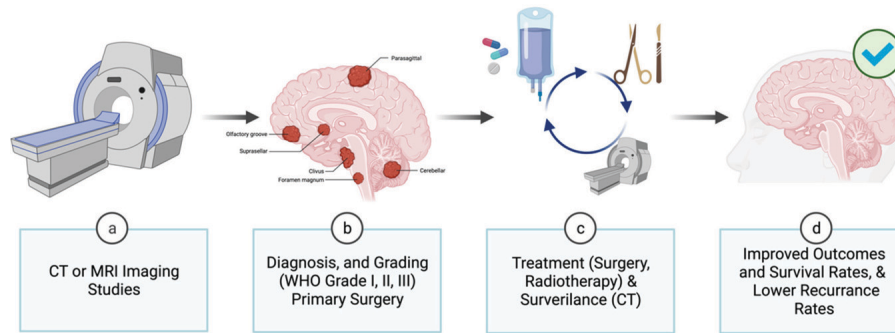 Parasagittal
Olfactory groove
Suprasellar
Clivus
Foramen magnum
Cerebellar
a
CT or MRI Imaging
Studies
b
Diagnosis, and Grading
(WHO Grade I, II, III)
Primary Surgery
c
Treatment (Surgery,
Radiotherapy) &
Surverilance (CT)
d
Improved Outcomes
and Survival Rates, &
Lower Recurrance
Rates